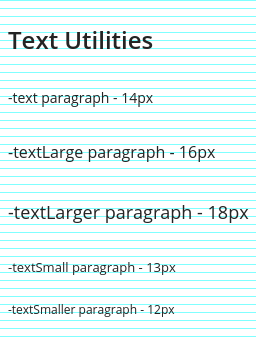 Text Utilities
-text paragraph - 14px
-textLarge paragraph - 16px
-textLarger paragraph - 18px
-textSmall paragraph - 13px
-textSmaller paragraph - 12px